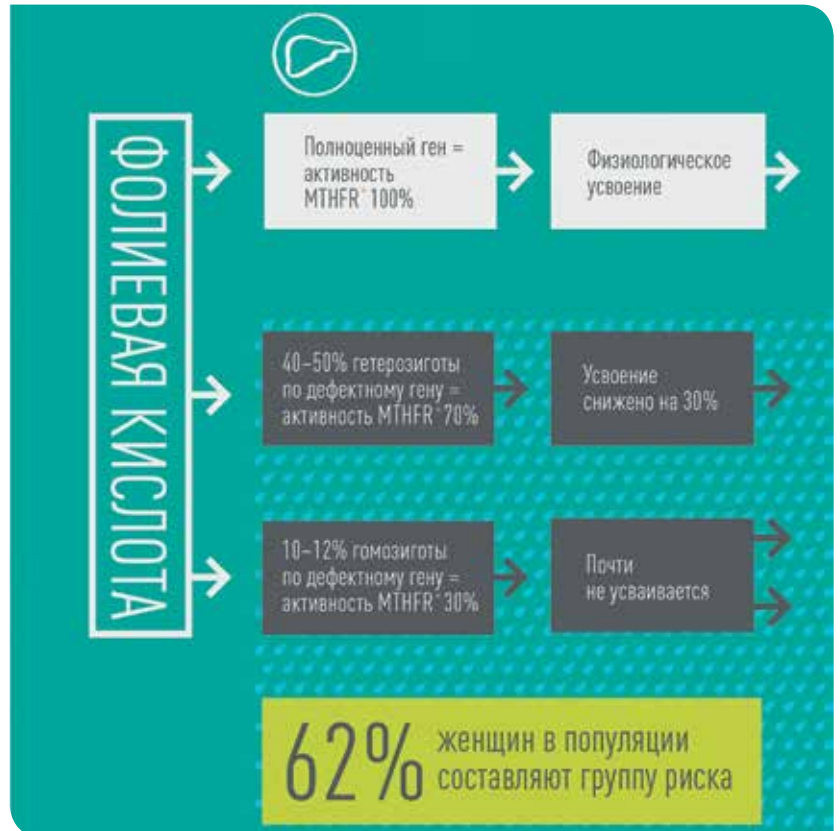 ФОЛИЕВАЯ КИСЛОТА
Полноценный ген =
активность
MTHFR* 100%
Физиологическое
усвоение
40–50% гетерозиготы
по дефектному гену =
активность MTHFR* 70%
Усвоение
снижено на 30%
10–12% гомозиготы
по дефектному гену =
активность MTHFR* 30%
Почти
не усваивается
62%
женщин в популяции
составляют группу риска